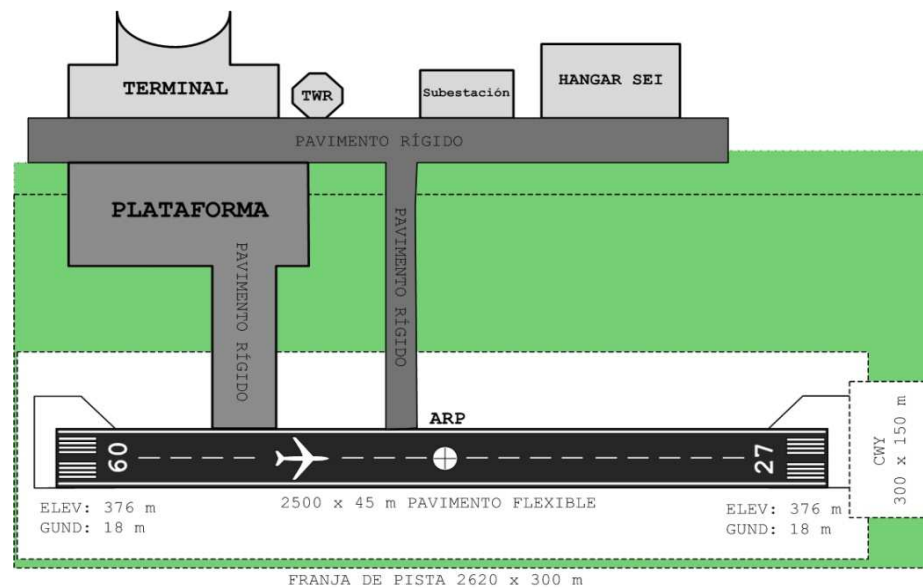 TERMINAL
TWR
Subestación
HANGAR SEI
PAVIMENTO RÍGIDO
PLATAFORMA
PAVIMENTO RÍGIDO
PAVIMENTO RÍGIDO
ARP
09
27
CWY
300 x 150 m
ELEV: 376 m
GUND: 18 m
2500 x 45 m PAVIMENTO FLEXIBLE
ELEV: 376 m
GUND: 18 m
FRANJA DE PISTA 2620 x 300 m